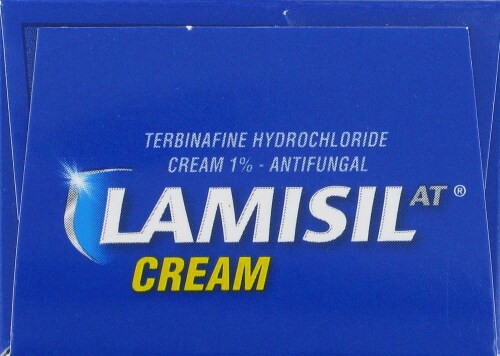 TERBINAFINE HYDROCHLORIDE
CREAM 1% - ANTIFUNGAL
LAMISIL AT ®
CREAM